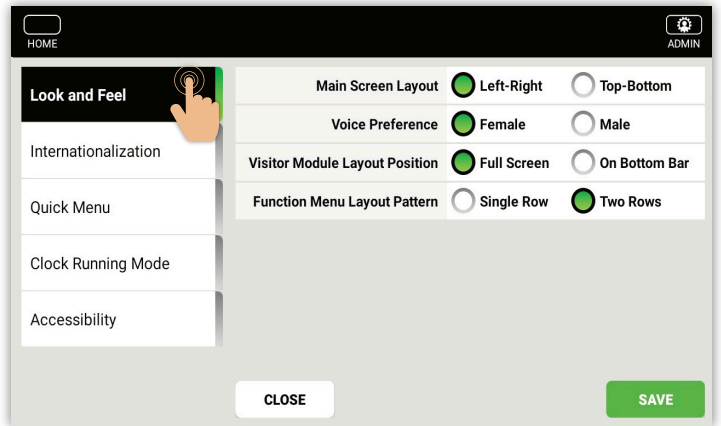 HOME
ADMIN
Look and Feel
Internationalization
Quick Menu
Clock Running Mode
Accessibility
Main Screen Layout Left-Right Top-Bottom
Voice Preference Female Male
Visitor Module Layout Position Full Screen On Bottom Bar
Function Menu Layout Pattern Single Row Two Rows
CLOSE
SAVE